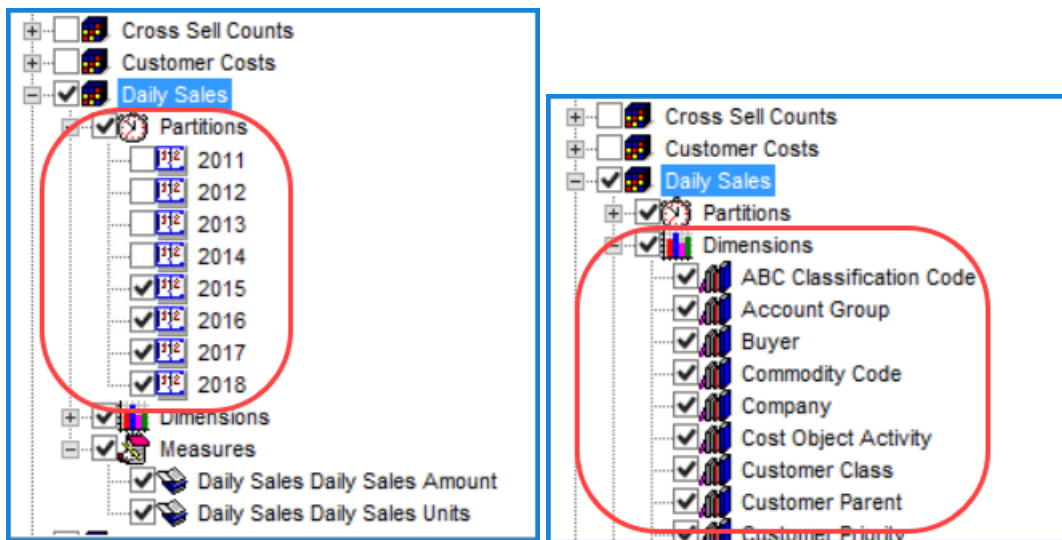 Cross Sell Counts
Customer Costs
Daily Sales
Partitions
2011
2012
2013
2014
2015
2016
2017
2018
Dimensions
Measures
Daily Sales Daily Sales Amount
Daily Sales Daily Sales Units
Cross Sell Counts
Customer Costs
Daily Sales
Partitions
Dimensions
ABC Classification Code
Account Group
Buyer
Commodity Code
Company
Cost Object Activity
Customer Class
Customer Parent
Customer Priority